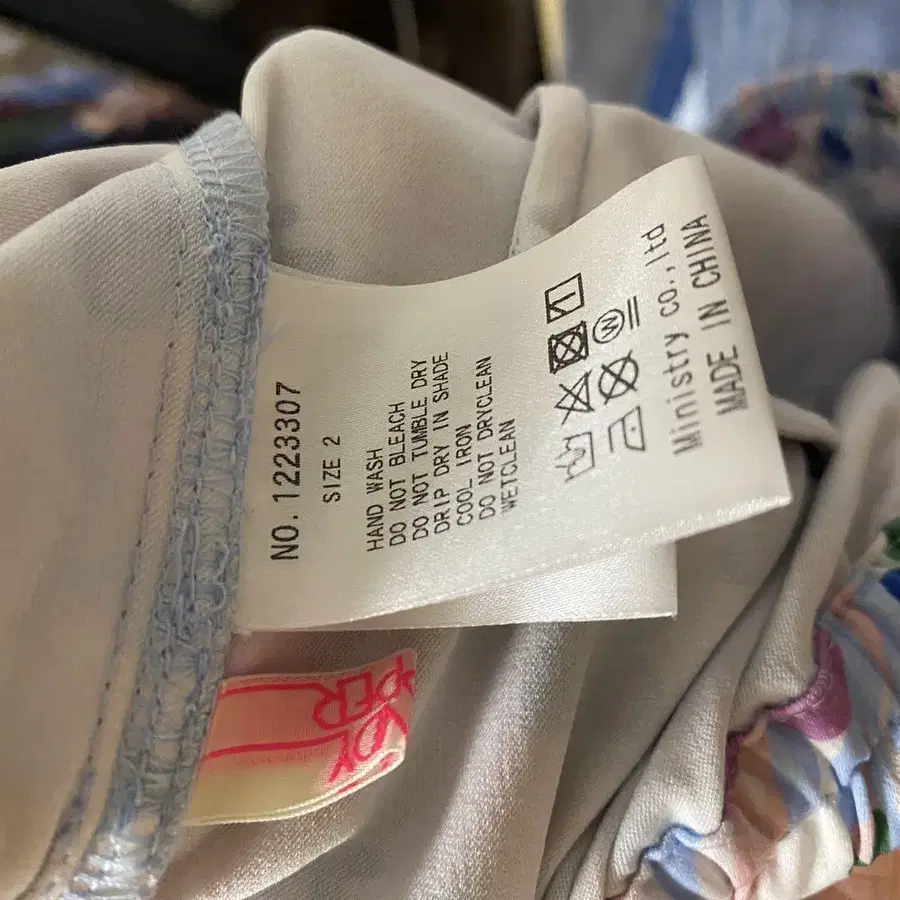 NO. 1223307
SIZE 2
HAND WASH
DO NOT BLEACH
DO NOT TUMBLE DRY
DRIP DRY IN SHADE
COOL IRON
DO NOT DRYCLEAN
WETCLEAN
W
Ministry co., ltd
MADE IN CHINA